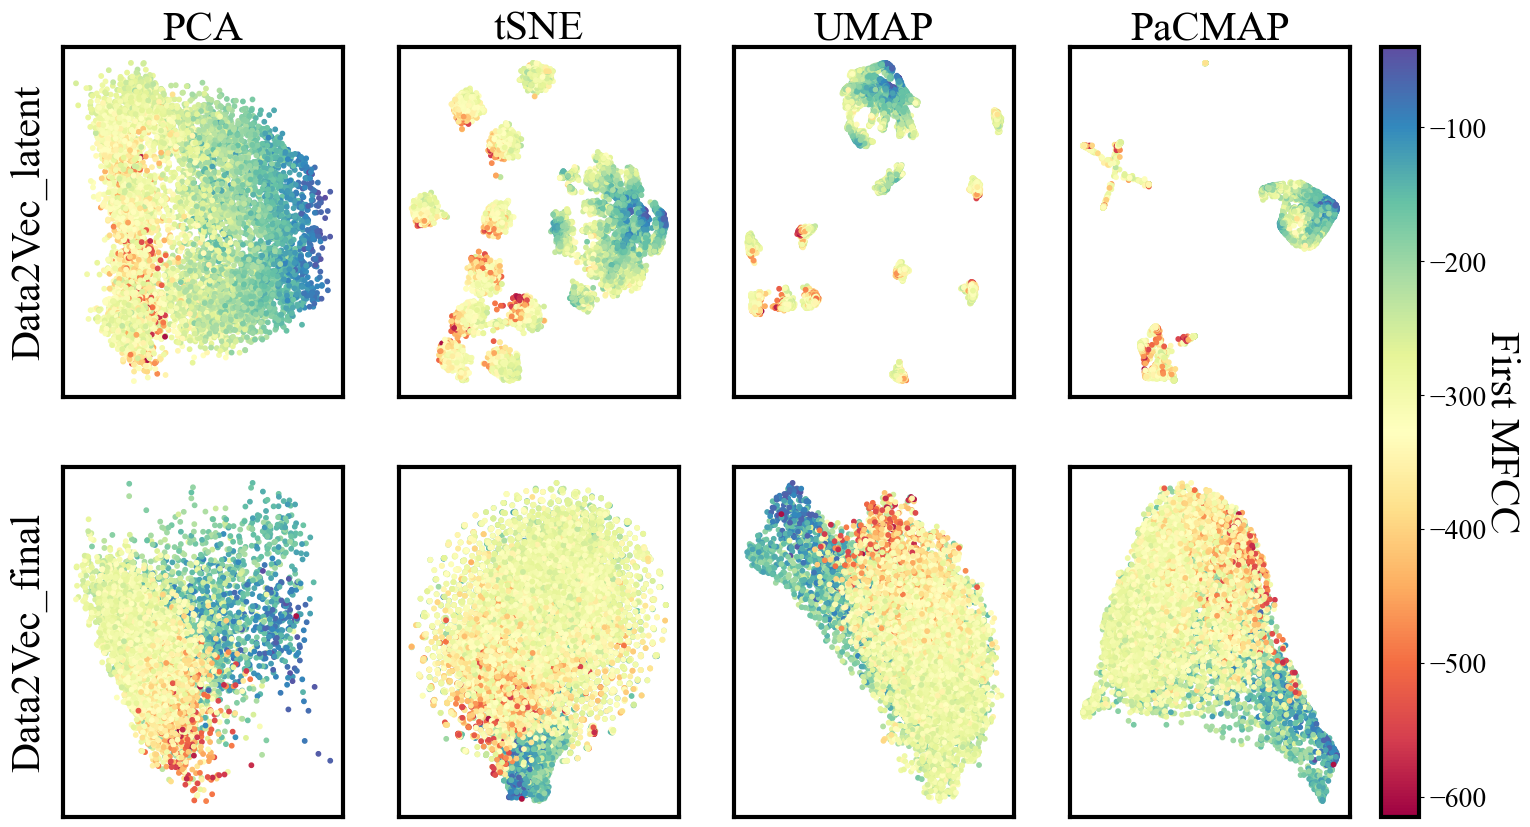 PCA
tSNE
UMAP
PaCMAP
Data2Vec_latent
Data2Vec_final
−100
−200
−300
−400
−500
−600
First MFCC